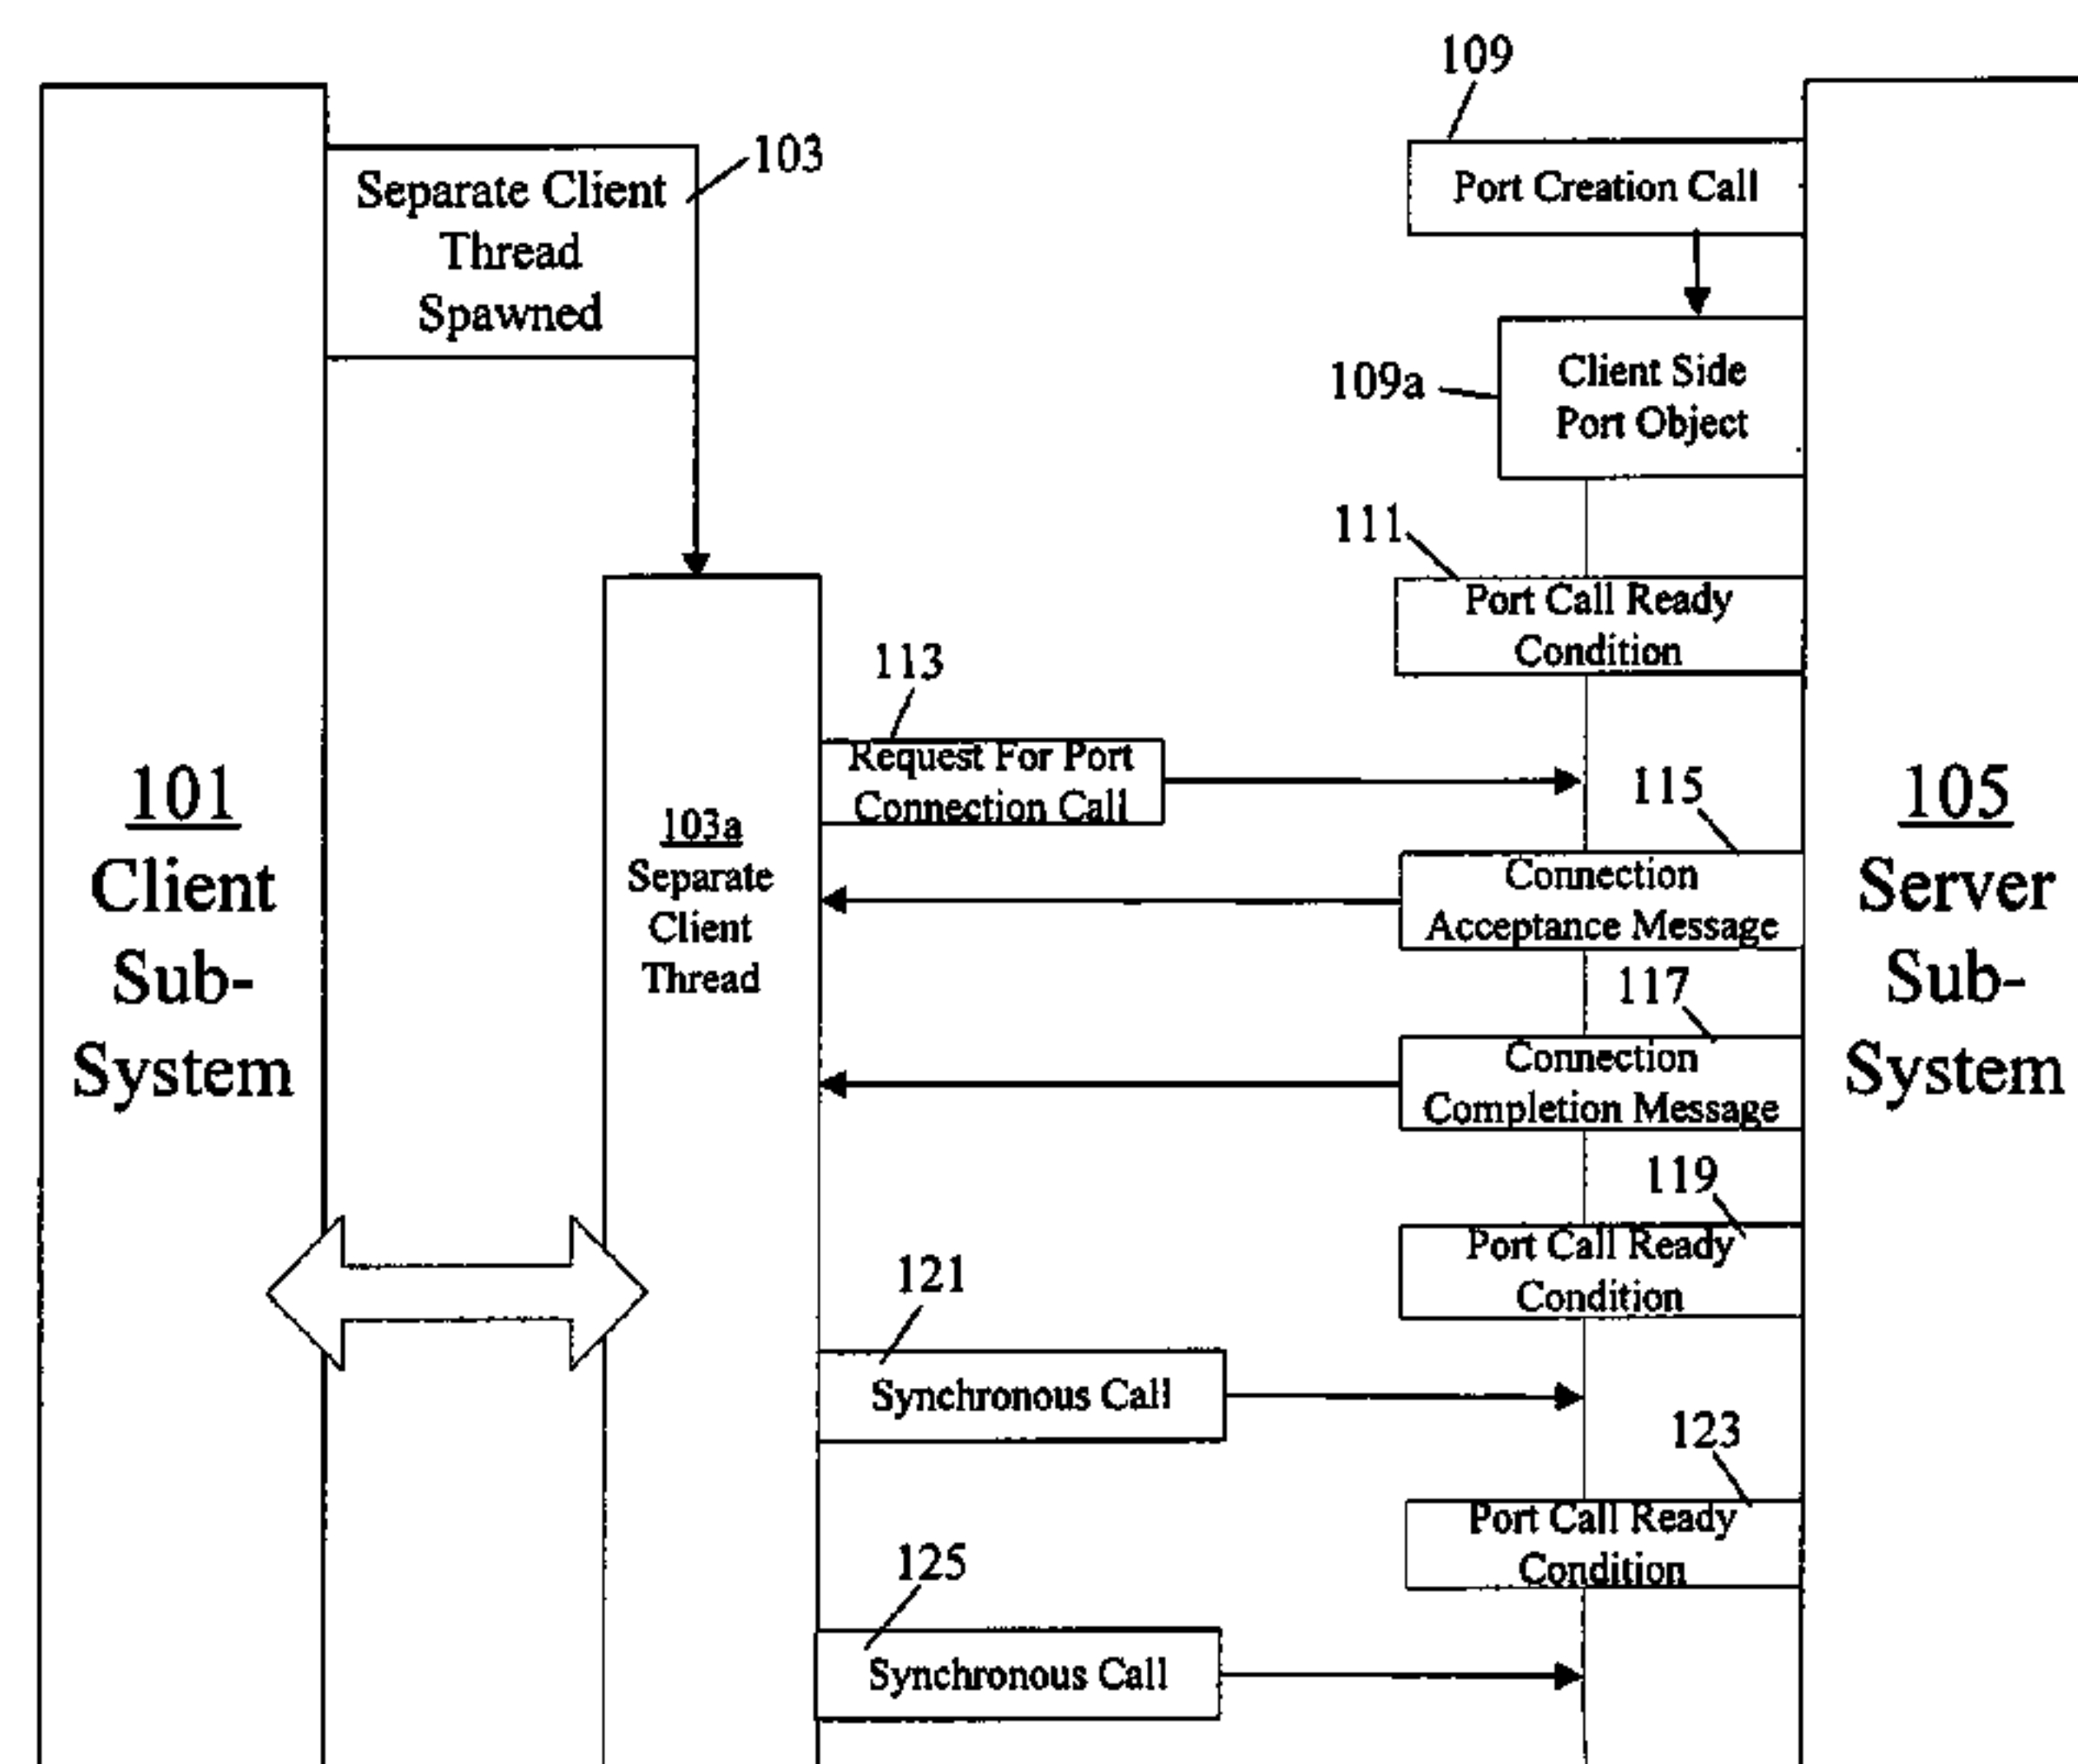 109
103
Separate Client
Thread
Spawned
Port Creation Call
109a
Client Side
Port Object
111
Port Call Ready
Condition
113
Request For Port
Connection Call
101
Client
Sub-
System
103a
Separate
Client
Thread
115
Connection
Acceptance Message
105
Server
Sub-
System
117
Connection
Completion Message
119
Port Call Ready
Condition
121
Synchronous Call
123
Port Call Ready
Condition
125
Synchronous Call